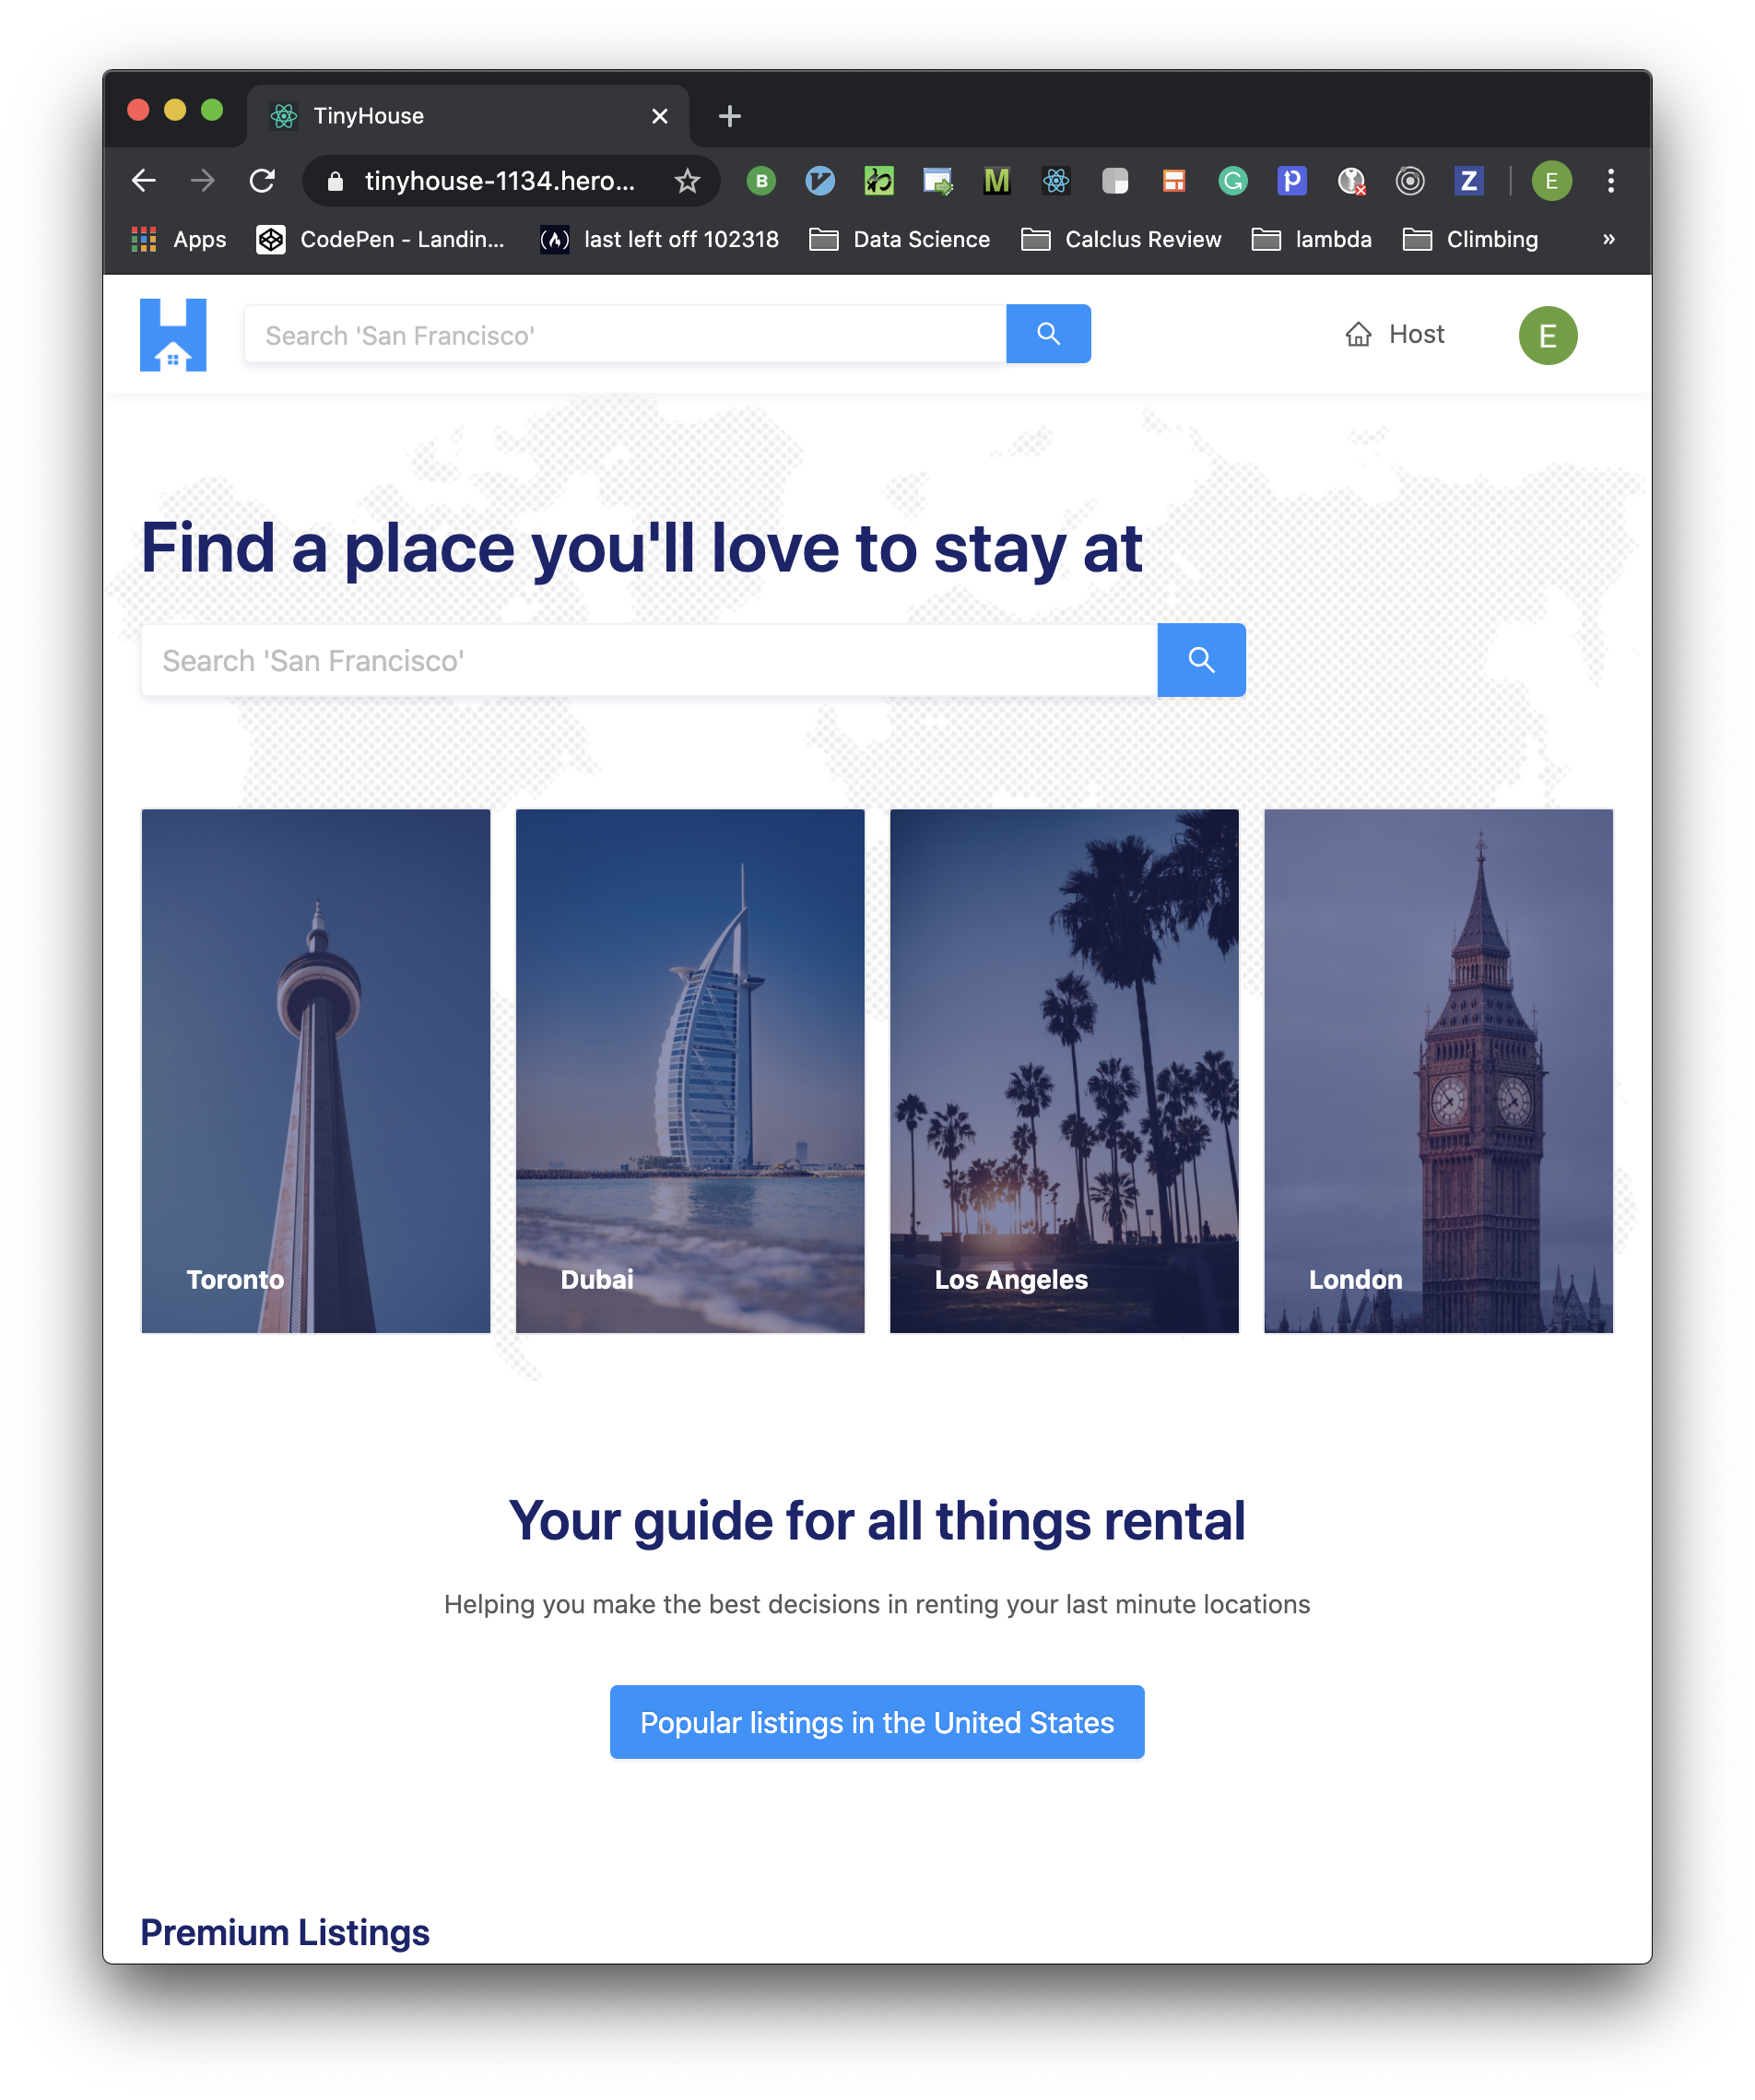 TinyHouse
tinyhouse-1134.hero...
E
Apps
CodePen - Landin...
last left off 102318
Data Science
Calclus Review
lambda
Climbing
»
Search 'San Francisco'
Host
E
Find a place you'll love to stay at
Search 'San Francisco'
Toronto
Dubai
Los Angeles
London
Your guide for all things rental
Helping you make the best decisions in renting your last minute locations
Popular listings in the United States
Premium Listings